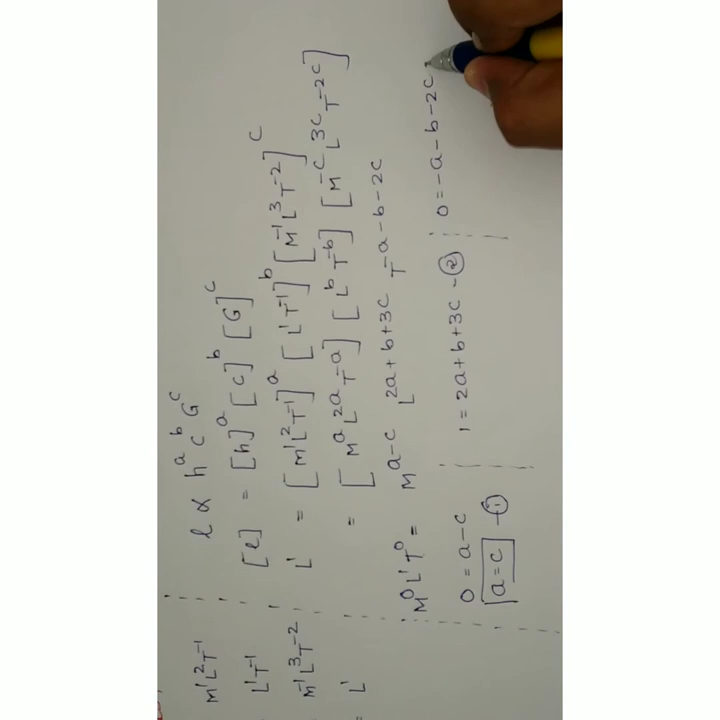 l ∝ h^a c^b G^c
M¹L²T⁻¹
[l] = [h]^a [c]^b [G]^c
L¹T⁻¹
L¹ = [M¹L²T⁻¹]^a [L¹T⁻¹]^b [M⁻¹L³T⁻²]^c
M⁻¹L³T⁻²
= [M^a L^2a T^-a] [L^b T^-b] [M^-c L^3c T^-2c]
= L¹
M⁰L¹T⁰ = M^a-c L^2a+b+3c T^-a-b-2c
0 = a-c
1 = 2a+b+3c - ②
0 = -a-b-2c
a=c - ①